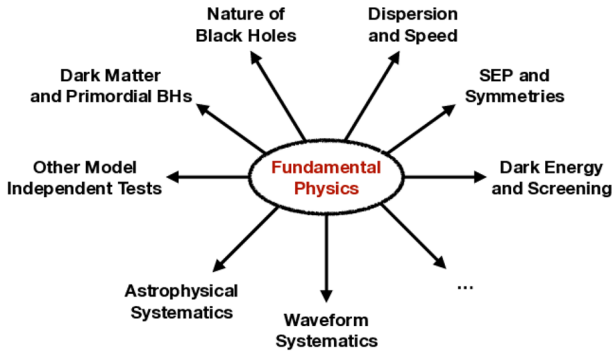 Nature of
Black Holes
Dispersion
and Speed
Dark Matter
and Primordial BHs
SEP and
Symmetries
Other Model
Independent Tests
Fundamental
Physics
Dark Energy
and Screening
Astrophysical
Systematics
Waveform
Systematics
...